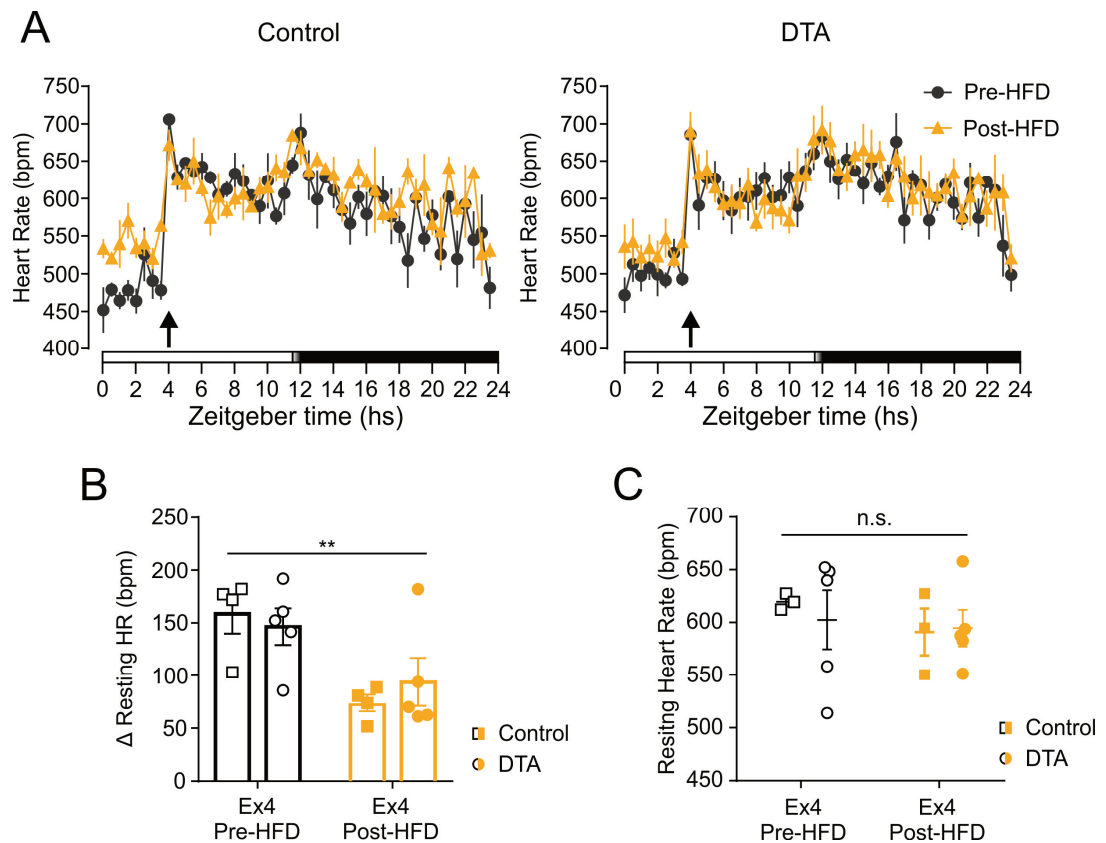 A
Control
DTA
Heart Rate (bpm)
750
700
650
600
550
500
450
400
0 2 4 6 8 10 12 14 16 18 20 22 24
Zeitgeber time (hs)
Heart Rate (bpm)
750
700
650
600
550
500
450
400
0 2 4 6 8 10 12 14 16 18 20 22 24
Zeitgeber time (hs)
Pre-HFD
Post-HFD
B
Δ Resting HR (bpm)
250
200
150
100
50
0
**
Ex4
Pre-HFD
Ex4
Post-HFD
Control
DTA
C
Resitng Heart Rate (bpm)
700
650
600
550
500
450
n.s.
Ex4
Pre-HFD
Ex4
Post-HFD
Control
DTA